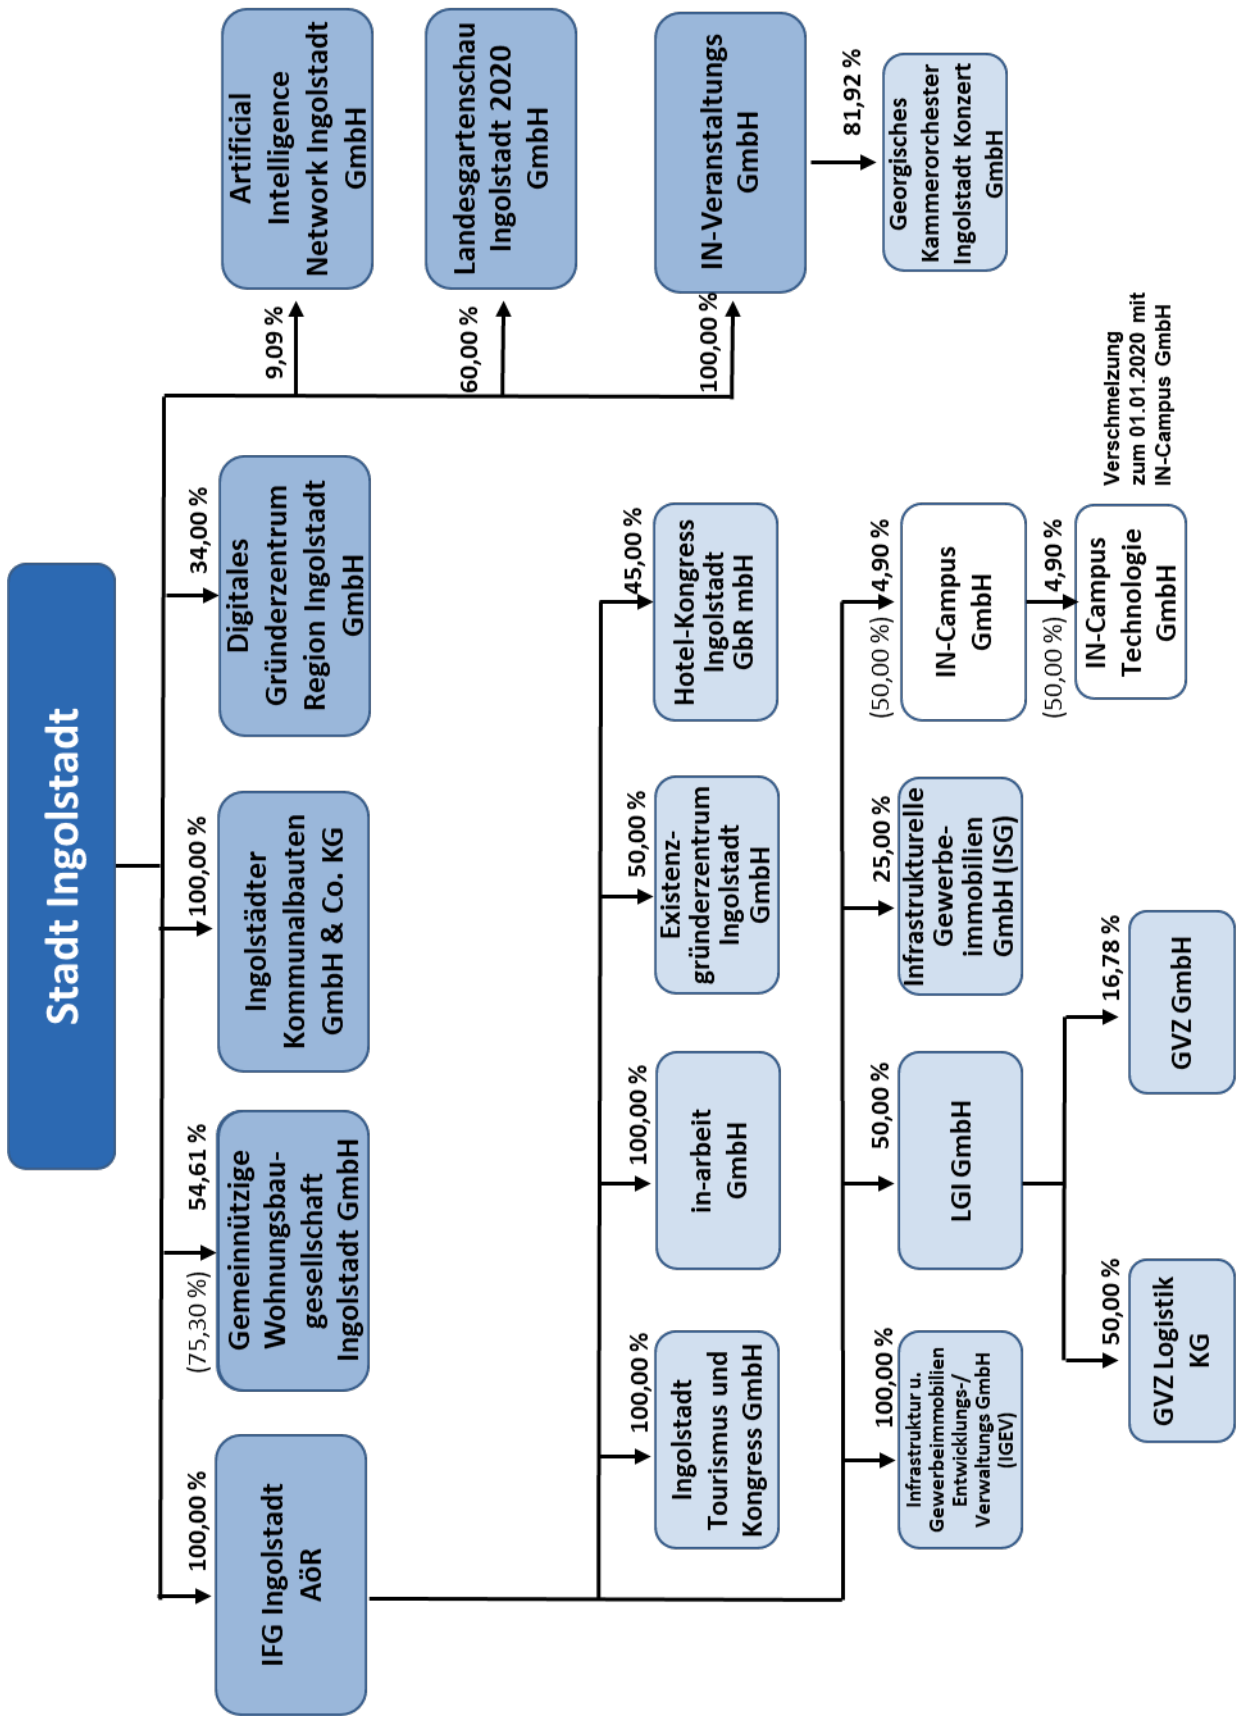 Stadt Ingolstadt
100,00 %
IFG Ingolstadt
AöR
(75,30 %)
54,61 %
Gemeinnützige
Wohnungsbau-
gesellschaft
Ingolstadt GmbH
100,00 %
Ingolstädter
Kommunalbauten
GmbH & Co. KG
34,00 %
Digitales
Gründerzentrum
Region Ingolstadt
GmbH
9,09 %
Artificial
Intelligence
Network Ingolstadt
GmbH
60,00 %
Landesgartenschau
Ingolstadt 2020
GmbH
100,00 %
IN-Veranstaltungs
GmbH
81,92 %
Georgisches
Kammerorchester
Ingolstadt Konzert
GmbH
100,00 %
Ingolstadt
Tourismus und
Kongress GmbH
100,00 %
in-arbeit
GmbH
50,00 %
Existenz-
gründerzentrum
Ingolstadt
GmbH
45,00 %
Hotel-Kongress
Ingolstadt
GbR mbH
100,00 %
Infrastruktur u.
Gewerbeimmobilien
Entwicklungs-/
Verwaltungs GmbH
(IGEV)
50,00 %
LGI GmbH
25,00 %
Infrastrukturelle
Gewerbe-
immobilien
GmbH (ISG)
(50,00 %)
4,90 %
IN-Campus
GmbH
(50,00 %)
4,90 %
IN-Campus
Technologie
GmbH
Verschmelzung
zum 01.01.2020 mit
IN-Campus GmbH
50,00 %
GVZ Logistik
KG
16,78 %
GVZ GmbH